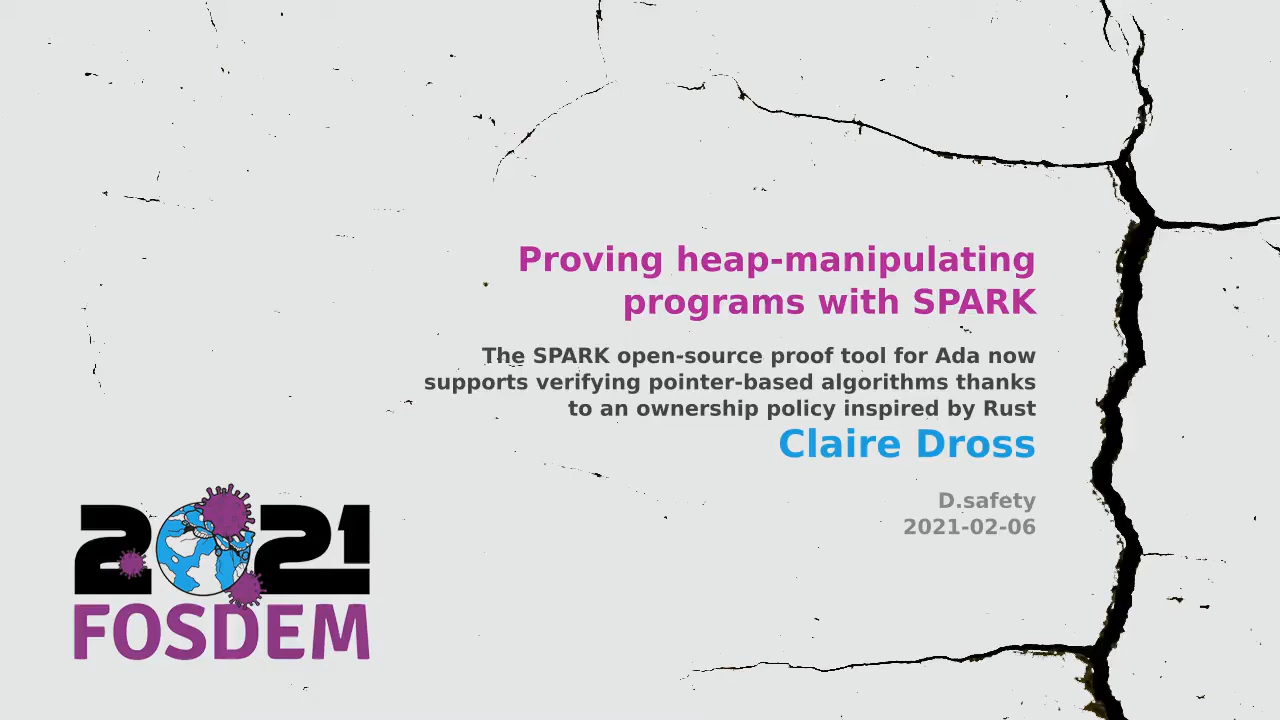 Proving heap-manipulating
programs with SPARK
The SPARK open-source proof tool for Ada now
supports verifying pointer-based algorithms thanks
to an ownership policy inspired by Rust
Claire Dross
D.safety
2021-02-06
2021
FOSDEM